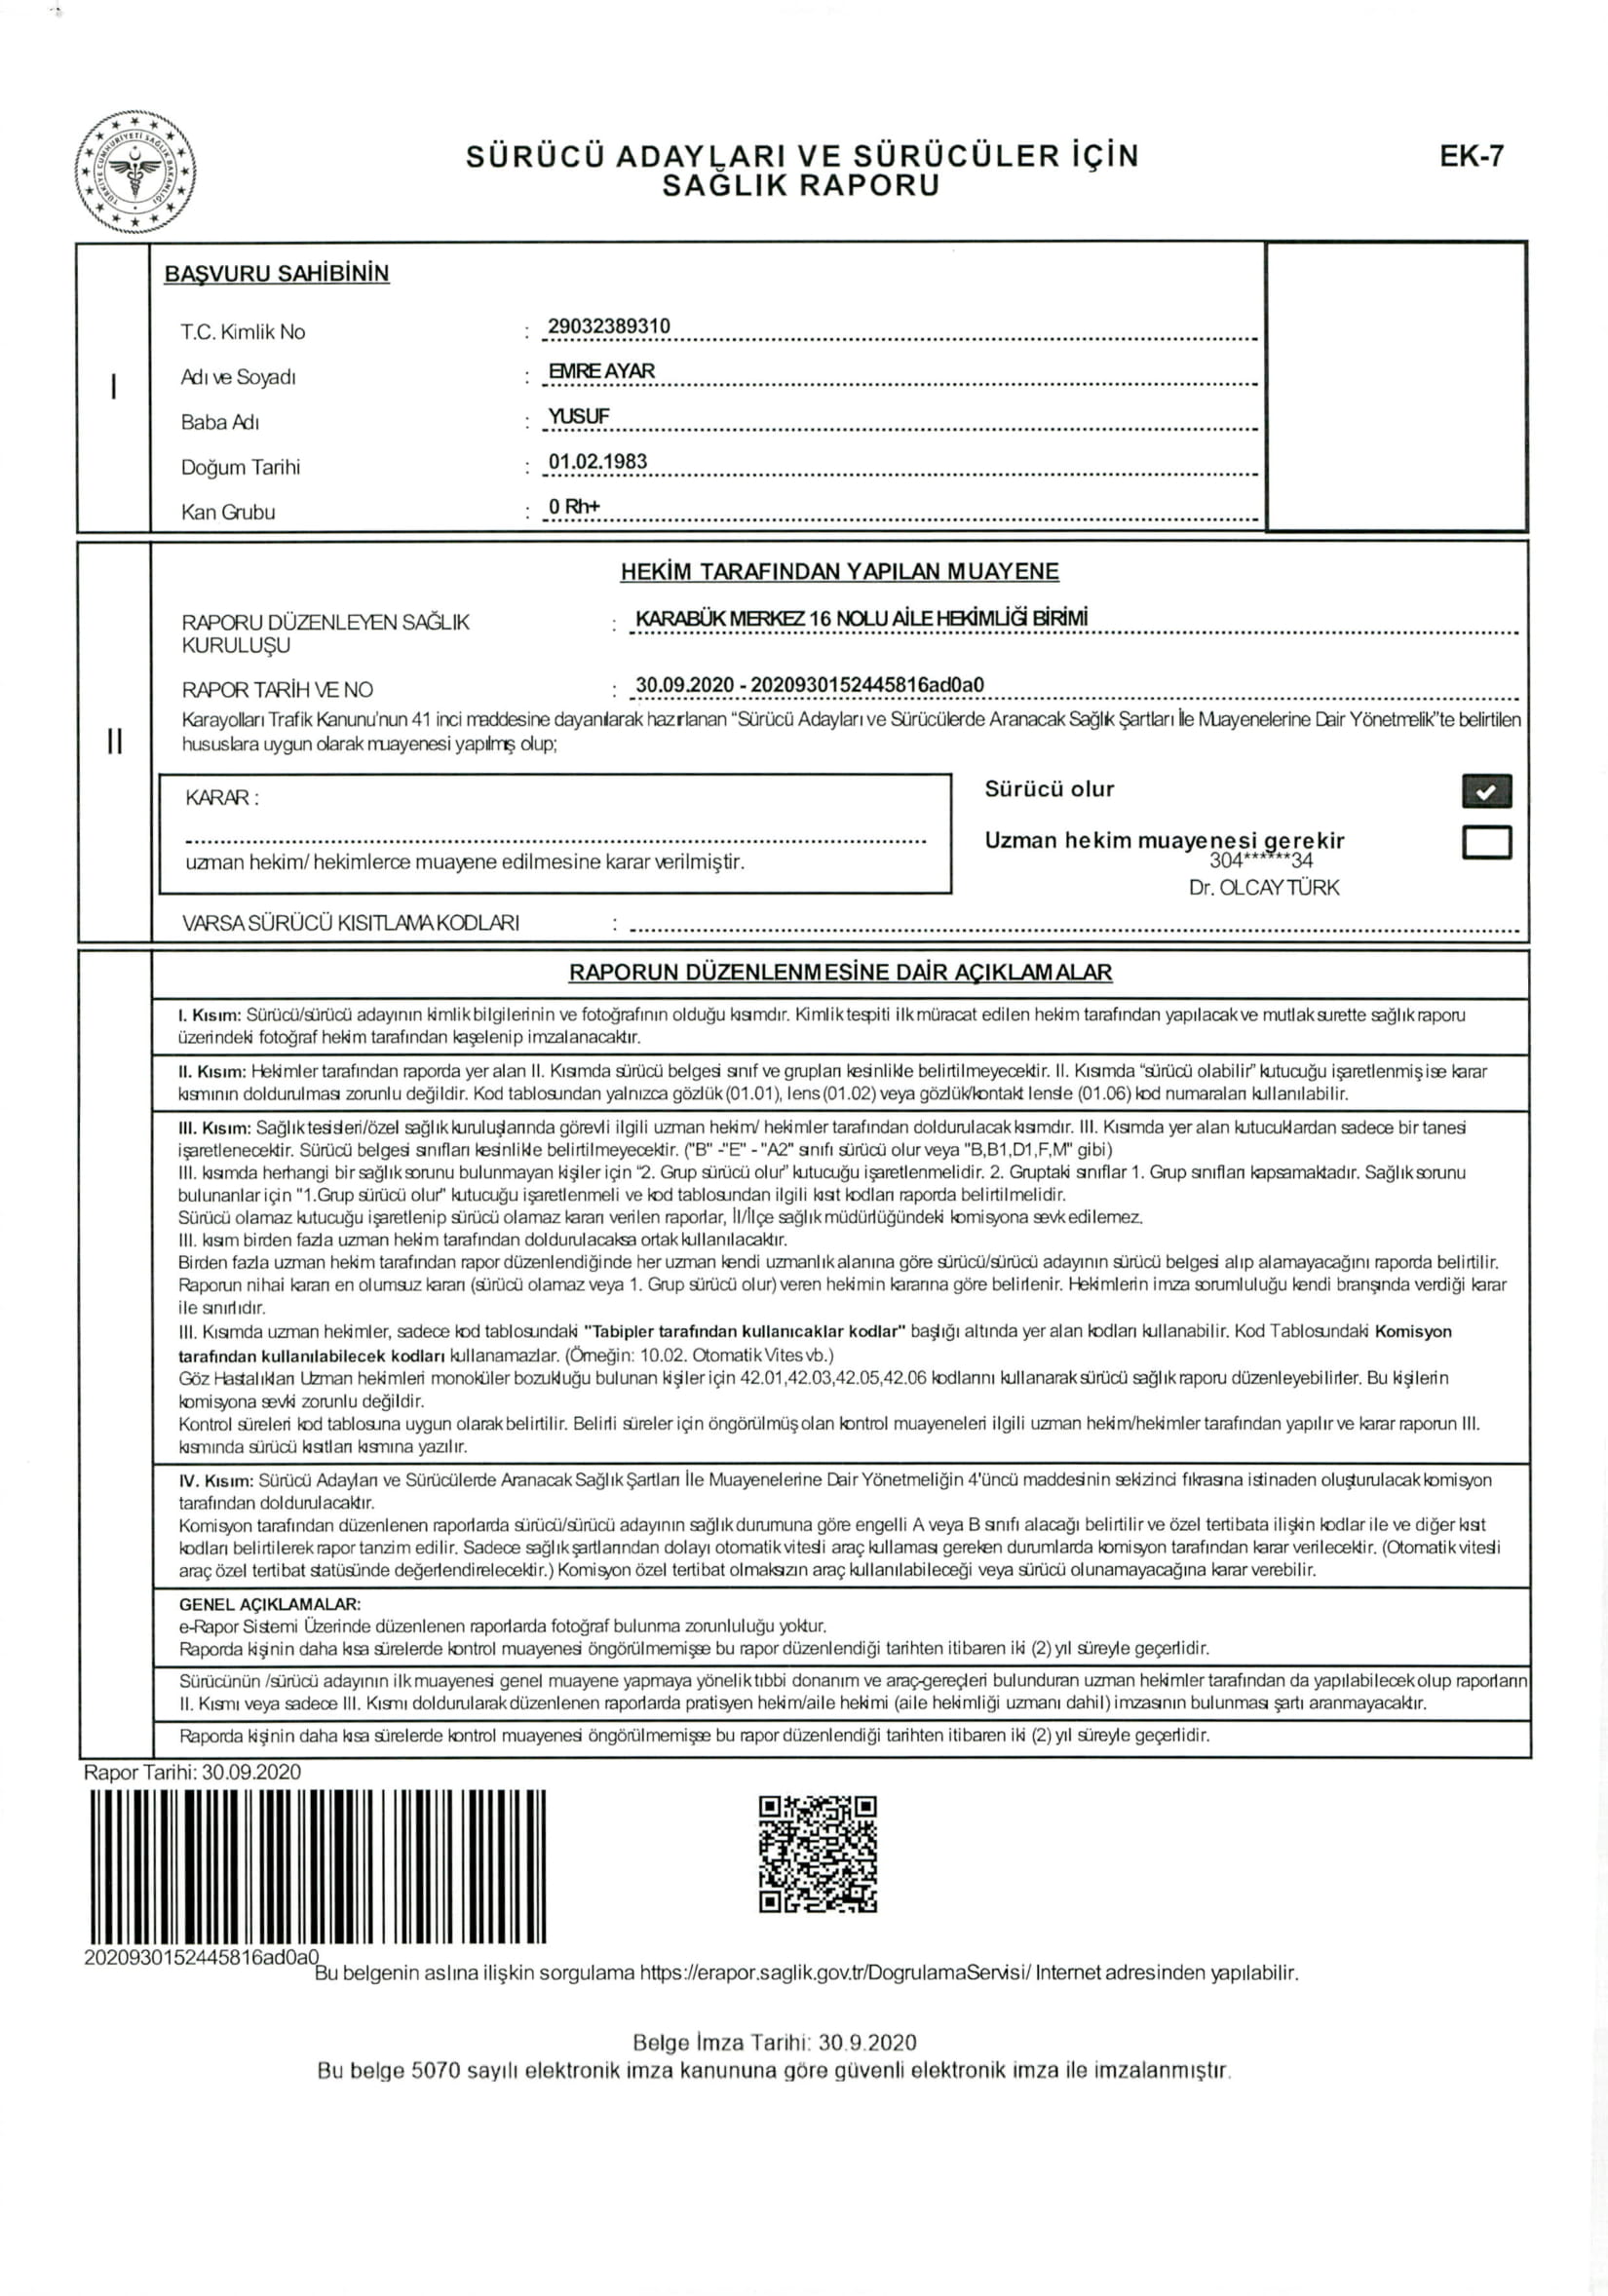 SÜRÜCÜ ADAYLARI VE SÜRÜCÜLER İÇİN
SAĞLIK RAPORU
EK-7
TÜRKİYE CUMHURİYETİ SAĞLIK BAKANLIĞI
I
BAŞVURU SAHİBİNİN
T.C. Kimlik No : 29032389310
Adı ve Soyadı : EMRE AYAR
Baba Adı : YUSUF
Doğum Tarihi : 01.02.1983
Kan Grubu : 0 Rh+
II
HEKİM TARAFINDAN YAPILAN MUAYENE
RAPORU DÜZENLEYEN SAĞLIK : KARABÜK MERKEZ 16 NOLU AİLE HEKİMLİĞİ BİRİMİ
KURULUŞU
RAPOR TARİH VE NO : 30.09.2020 - 2020930152445816ad0a0
Karayolları Trafik Kanunu'nun 41 inci maddesine dayanılarak hazırlanan “Sürücü Adayları ve Sürücülerde Aranacak Sağlık Şartları İle Muayenelerine Dair Yönetmelik”te belirtilen
hususlara uygun olarak muayenesi yapılmış olup;
KARAR :
uzman hekim/ hekimlerce muayene edilmesine karar verilmiştir.
Sürücü olur
Uzman hekim muayenesi gerekir
304******34
Dr. OLCAY TÜRK
VARSA SÜRÜCÜ KISITLAMA KODLARI :
RAPORUN DÜZENLENMESİNE DAİR AÇIKLAMALAR
I. Kısım: Sürücü/sürücü adayının kimlik bilgilerinin ve fotoğrafının olduğu kısımdır. Kimlik tespiti ilk müracat edilen hekim tarafından yapılacak ve mutlak surette sağlık raporu
üzerindeki fotoğraf hekim tarafından kaşelenip imzalanacaktır.
II. Kısım: Hekimler tarafından raporda yer alan II. Kısımda sürücü belgesi sınıf ve grupları kesinlikle belirtilmeyecektir. II. Kısımda “sürücü olabilir” kutucuğu işaretlenmiş ise karar
kısmının doldurulması zorunlu değildir. Kod tablosundan yalnızca gözlük (01.01), lens (01.02) veya gözlük/kontakt lensle (01.06) kod numaraları kullanılabilir.
III. Kısım: Sağlık tesisleri/özel sağlık kuruluşlarında görevli ilgili uzman hekim/ hekimler tarafından doldurulacak kısımdır. III. Kısımda yer alan kutucuklardan sadece bir tanesi
işaretlenecektir. Sürücü belgesi sınıfları kesinlikle belirtilmeyecektir. ("B" -"E" - "A2" sınıfı sürücü olur veya "B,B1,D1,F,M" gibi)
III. kısımda herhangi bir sağlık sorunu bulunmayan kişiler için “2. Grup sürücü olur” kutucuğu işaretlenmelidir. 2. Gruptaki sınıflar 1. Grup sınıfları kapsamaktadır. Sağlık sorunu
bulunanlar için "1.Grup sürücü olur" kutucuğu işaretlenmeli ve kod tablosundan ilgili kısıt kodları raporda belirtilmelidir.
Sürücü olamaz kutucuğu işaretlenip sürücü olamaz kararı verilen raporlar, İl/İlçe sağlık müdürlüğündeki komisyona sevk edilemez.
III. kısım birden fazla uzman hekim tarafından doldurulacaksa ortak kullanılacaktır.
Birden fazla uzman hekim tarafından rapor düzenlendiğinde her uzman kendi uzmanlık alanına göre sürücü/sürücü adayının sürücü belgesi alıp alamayacağını raporda belirtilir.
Raporun nihai kararı en olumsuz kararı (sürücü olamaz veya 1. Grup sürücü olur) veren hekimin kararına göre belirlenir. Hekimlerin imza sorumluluğu kendi branşında verdiği karar
ile sınırlıdır.
III. Kısımda uzman hekimler, sadece kod tablosundaki "Tabipler tarafından kullanıcaklar kodlar" başlığı altında yer alan kodları kullanabilir. Kod Tablosundaki Komisyon
tarafından kullanılabilecek kodları kullanamazlar. (Örneğin: 10.02. Otomatik Vites vb.)
Göz Hastalıkları Uzman hekimleri monoküler bozukluğu bulunan kişiler için 42.01,42.03,42.05,42.06 kodlarını kullanarak sürücü sağlık raporu düzenleyebilirler. Bu kişilerin
komisyona sevki zorunlu değildir.
Kontrol süreleri kod tablosuna uygun olarak belirtilir. Belirli süreler için öngörülmüş olan kontrol muayeneleri ilgili uzman hekim/hekimler tarafından yapılır ve karar raporun III.
kısmında sürücü kısıtları kısmına yazılır.
IV. Kısım: Sürücü Adayları ve Sürücülerde Aranacak Sağlık Şartları İle Muayenelerine Dair Yönetmeliğin 4'üncü maddesinin sekizinci fıkrasına istinaden oluşturulacak komisyon
tarafından doldurulacaktır.
Komisyon tarafından düzenlenen raporlarda sürücü/sürücü adayının sağlık durumuna göre engelli A veya B sınıfı alacağı belirtilir ve özel tertibata ilişkin kodlar ile ve diğer kısıt
kodları belirtilerek rapor tanzim edilir. Sadece sağlık şartlarından dolayı otomatik vitesli araç kullaması gereken durumlarda komisyon tarafından karar verilecektir. (Otomatik vitesli
araç özel tertibat statüsünde değerlendirelecektir.) Komisyon özel tertibat olmaksızın araç kullanılabileceği veya sürücü olunamayacağına karar verebilir.
GENEL AÇIKLAMALAR:
e-Rapor Sistemi Üzerinde düzenlenen raporlarda fotoğraf bulunma zorunluluğu yoktur.
Raporda kişinin daha kısa sürelerde kontrol muayenesi öngörülmemişse bu rapor düzenlendiği tarihten itibaren iki (2) yıl süreyle geçerlidir.
Sürücünün /sürücü adayının ilk muayenesi genel muayene yapmaya yönelik tıbbi donanım ve araç-gereçleri bulunduran uzman hekimler tarafından da yapılabilecek olup raporların
II. Kısmı veya sadece III. Kısmı doldurularak düzenlenen raporlarda pratisyen hekim/aile hekimi (aile hekimliği uzmanı dahil) imzasının bulunması şartı aranmayacaktır.
Raporda kişinin daha kısa sürelerde kontrol muayenesi öngörülmemişse bu rapor düzenlendiği tarihten itibaren iki (2) yıl süreyle geçerlidir.
Rapor Tarihi: 30.09.2020
2020930152445816ad0a0
Bu belgenin aslına ilişkin sorgulama https://erapor.saglik.gov.tr/DogrulamaServisi/ Internet adresinden yapılabilir.
Belge İmza Tarihi: 30.9.2020
Bu belge 5070 sayılı elektronik imza kanununa göre güvenli elektronik imza ile imzalanmıştır.